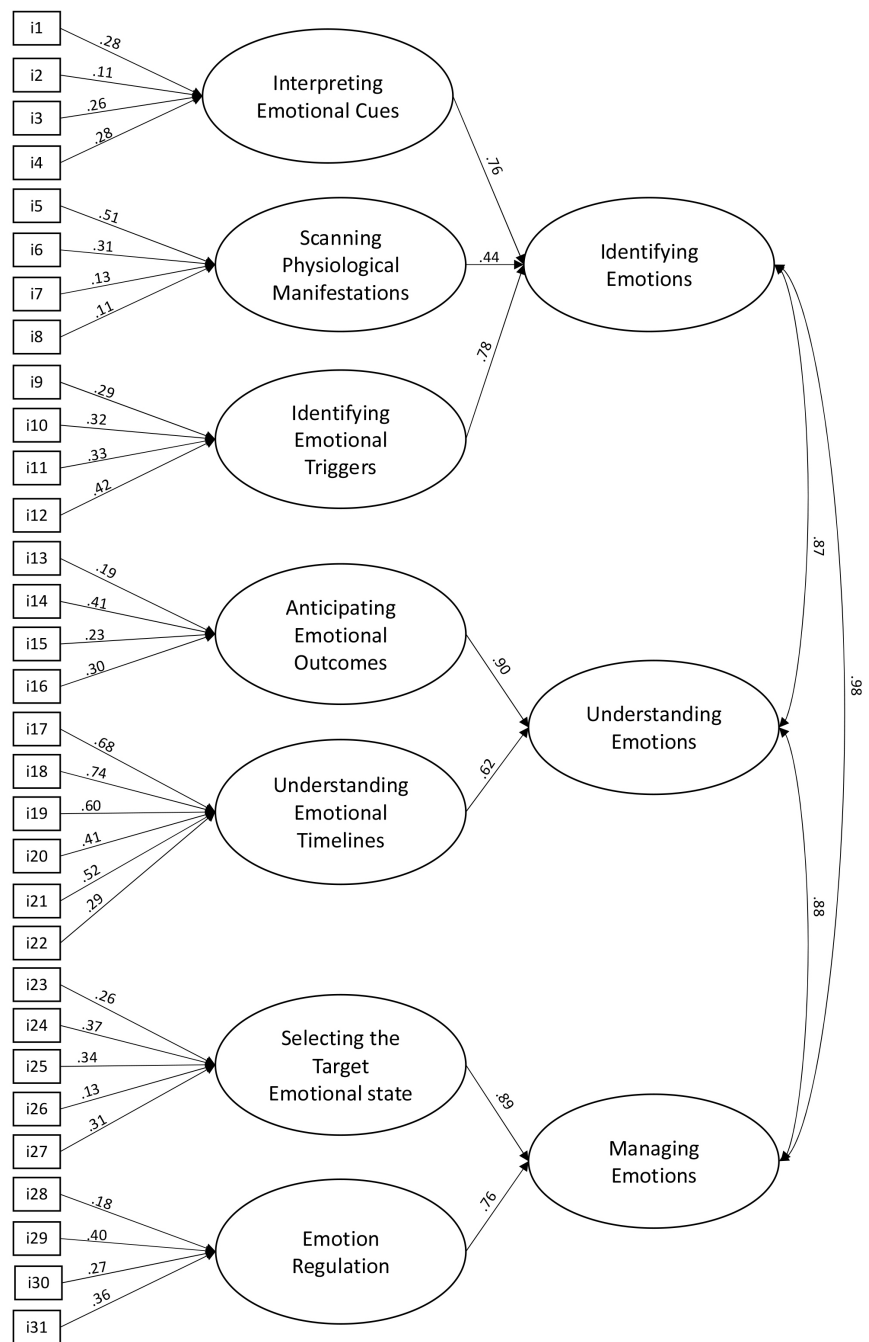 i1
.28
i2
.11
i3
.26
i4
.28
Interpreting
Emotional Cues
.76
i5
.51
i6
.31
i7
.13
i8
.11
Scanning
Physiological
Manifestations
.44
Identifying
Emotions
i9
.29
i10
.32
i11
.33
i12
.42
Identifying
Emotional
Triggers
.78
.87
.98
i13
.19
i14
.41
i15
.23
i16
.30
Anticipating
Emotional
Outcomes
.90
Understanding
Emotions
i17
.68
i18
.74
i19
.60
i20
.41
i21
.52
i22
.29
Understanding
Emotional
Timelines
.62
.88
i23
.26
i24
.37
i25
.34
i26
.13
i27
.31
Selecting the
Target
Emotional state
.89
Managing
Emotions
i28
.18
i29
.40
i30
.27
i31
.36
Emotion
Regulation
.76